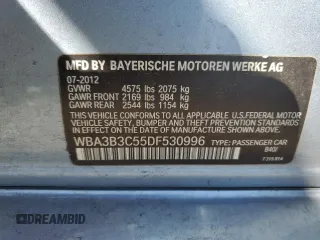 MFD BY BAYERISCHE MOTOREN WERKE AG
07-2012
GVWR 4575 lbs 2075 kg
GAWR FRONT 2169 lbs 984 kg
GAWR REAR 2544 lbs 1154 kg
THIS VEHICLE CONFORMS TO ALL APPLICABLE U.S. FEDERAL MOTOR
VEHICLE SAFETY, BUMPER AND THEFT PREVENTION STANDARDS
IN EFFECT ON THE DATE OF MANUFACTURE SHOWN ABOVE.
WBA3B3C55DF530996 TYPE: PASSENGER CAR
DREAMBID